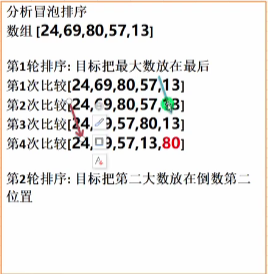 分析冒泡排序
数组 [24,69,80,57,13]
第1轮排序: 目标把最大数放在最后
第1次比较[24,69,80,57,13]
第2次比较[24,69,80,57,13]
第3次比较[24, 9,57,80,13]
第4次比较[24, 9,57,13,80]
第2轮排序: 目标把第二大数放在倒数第二
位置